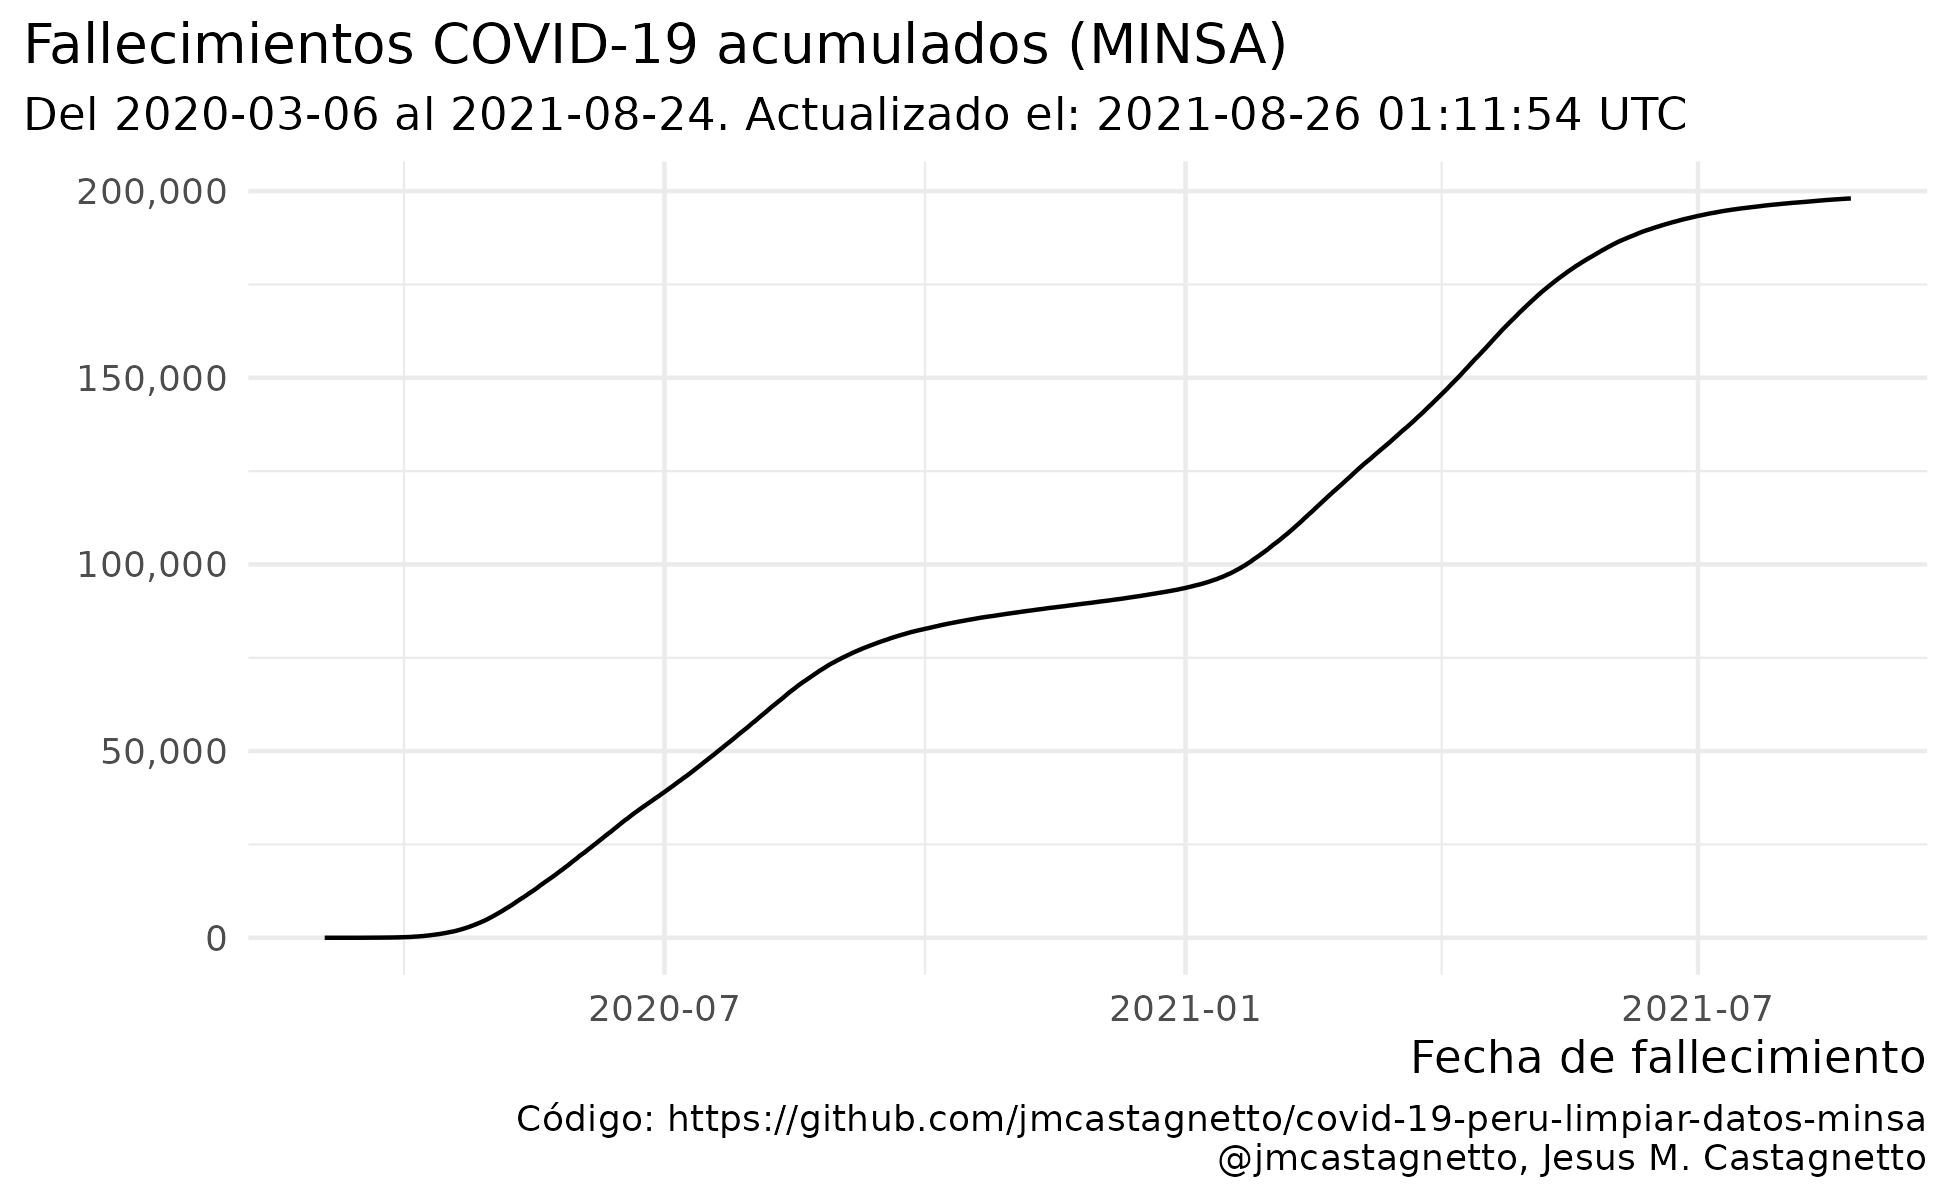 Fallecimientos COVID-19 acumulados (MINSA)
Del 2020-03-06 al 2021-08-24. Actualizado el: 2021-08-26 01:11:54 UTC
200,000
150,000
100,000
50,000
0
2020-07
2021-01
2021-07
Fecha de fallecimiento
Código: https://github.com/jmcastagnetto/covid-19-peru-limpiar-datos-minsa
@jmcastagnetto, Jesus M. Castagnetto